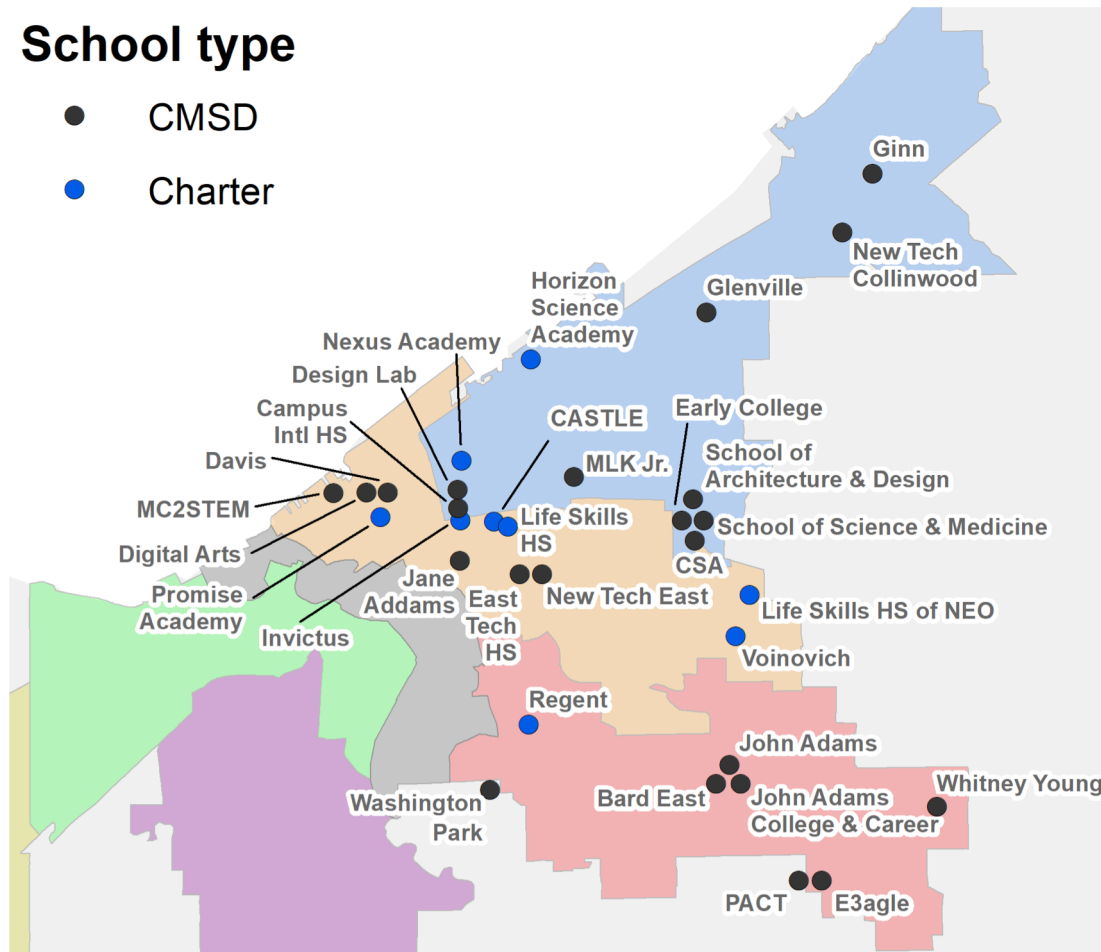 School type
CMSD
Charter
Ginn
New Tech
Collinwood
Glenville
Horizon
Science
Academy
Nexus Academy
Design Lab
Campus
Intl HS
Davis
MC2STEM
Digital Arts
Promise
Academy
Invictus
CASTLE
MLK Jr.
Early College
School of
Architecture & Design
Life Skills
HS
School of Science & Medicine
CSA
Jane
Addams
East
Tech
HS
New Tech East
Life Skills HS of NEO
Voinovich
Regent
John Adams
Washington
Park
Bard East
John Adams
College & Career
Whitney Young
PACT
E3agle